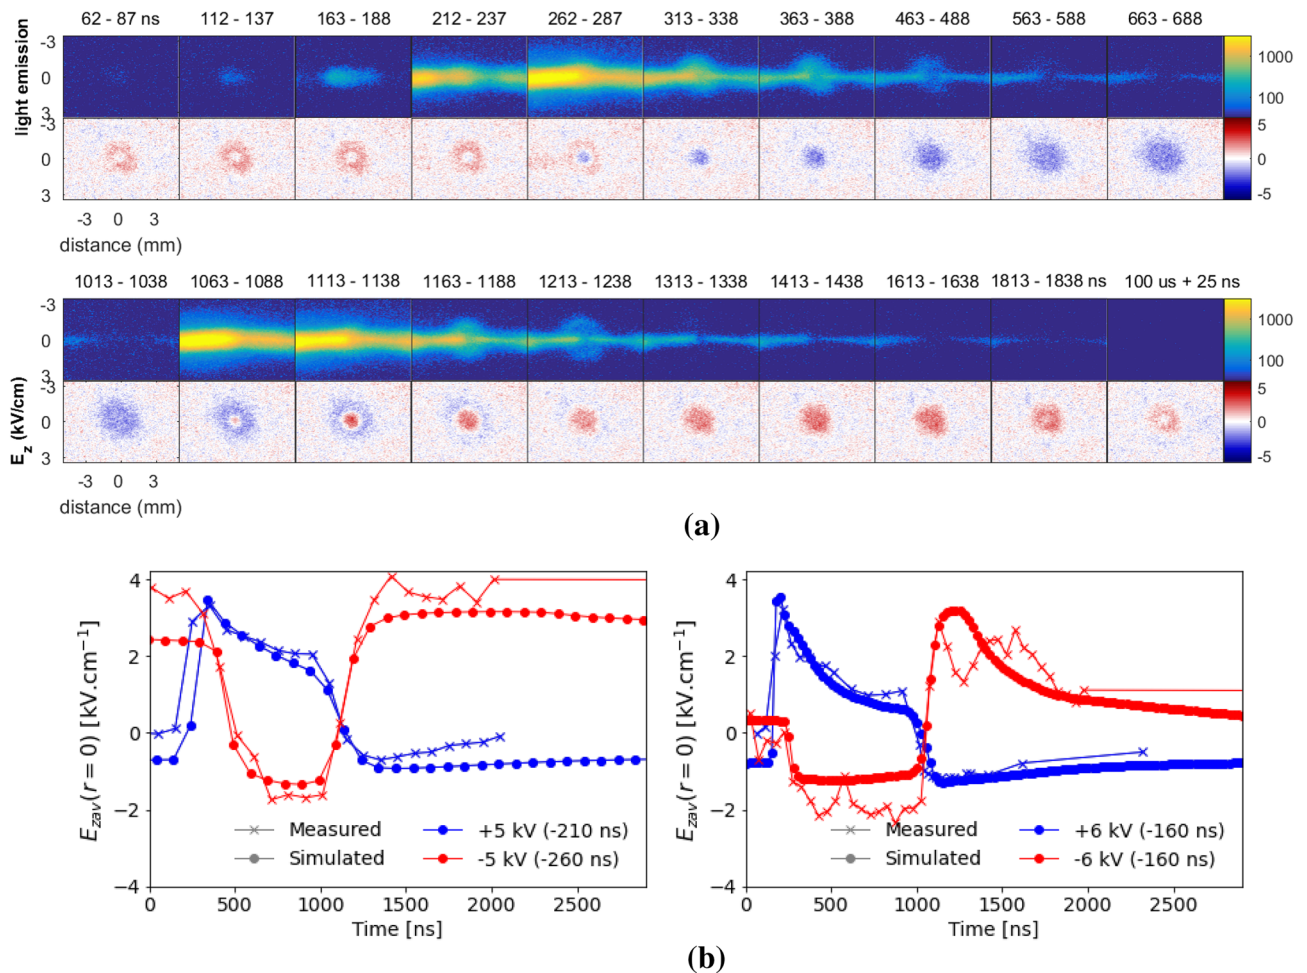 62 - 87 ns 112 - 137 163 - 188 212 - 237 262 - 287 313 - 338 363 - 388 463 - 488 563 - 588 663 - 688
light emission
-3
0
3
1000
100
-3
0
3
5
0
-5
-3 0 3
distance (mm)
1013 - 1038 1063 - 1088 1113 - 1138 1163 - 1188 1213 - 1238 1313 - 1338 1413 - 1438 1613 - 1638 1813 - 1838 ns 100 us + 25 ns
-3
0
3
1000
100
E_z (kV/cm)
-3
0
3
5
0
-5
-3 0 3
distance (mm)
(a)
E_zav(r = 0) [kV.cm⁻¹]
4
2
0
−2
−4
Measured +5 kV (-210 ns)
Simulated -5 kV (-260 ns)
0 500 1000 1500 2000 2500
Time [ns]
E_zav(r = 0) [kV.cm⁻¹]
4
2
0
−2
−4
Measured +6 kV (-160 ns)
Simulated -6 kV (-160 ns)
0 500 1000 1500 2000 2500
Time [ns]
(b)